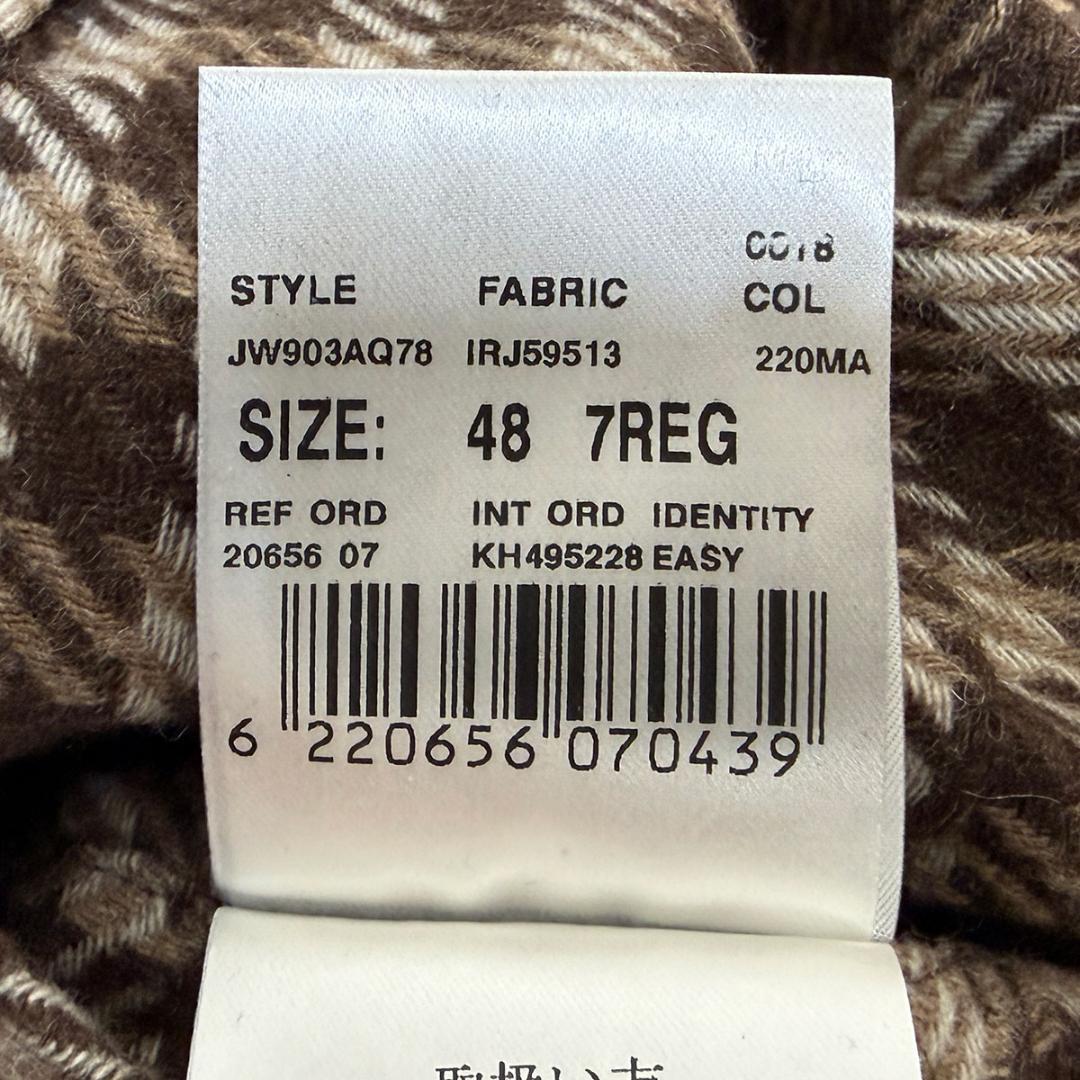 STYLE FABRIC COL
JW903AQ78 IRJ59513 220MA
SIZE: 48 7REG
REF ORD INT ORD IDENTITY
20656 07 KH495228 EASY
6 220656 070439